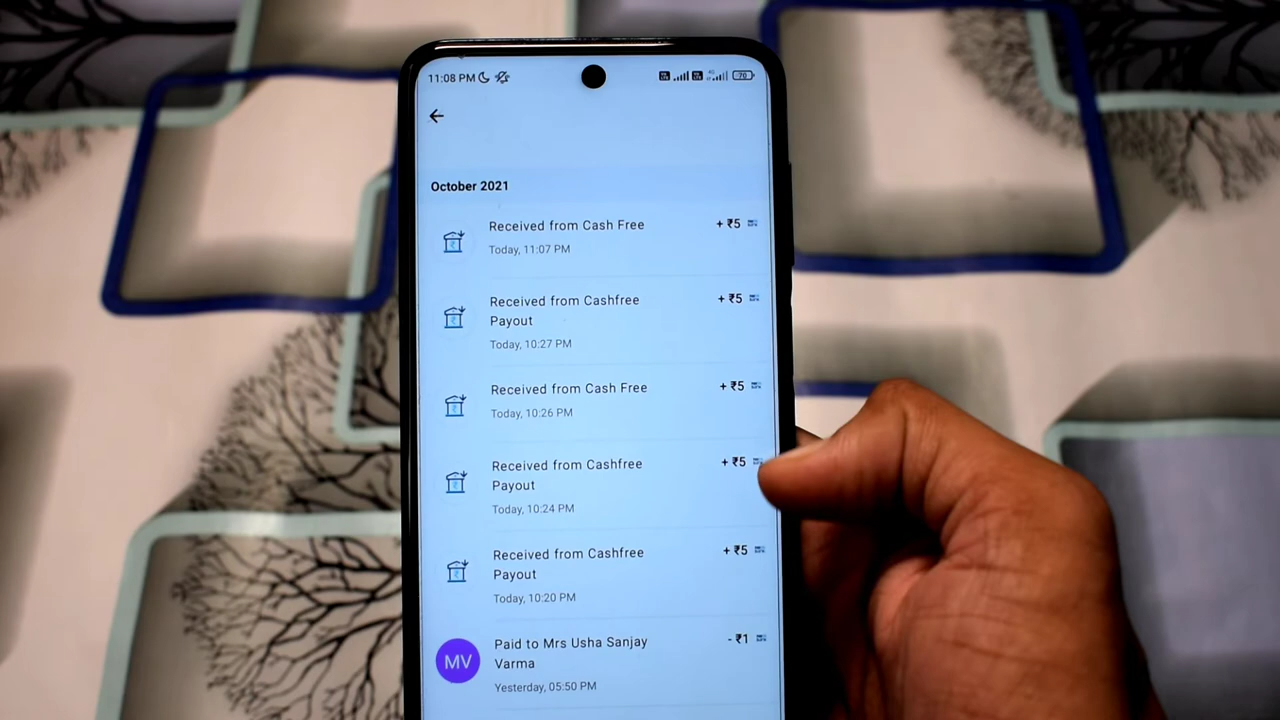 11:08 PM
70
October 2021
Received from Cash Free
+ ₹5
Today, 11:07 PM
Received from Cashfree
+ ₹5
Payout
Today, 10:27 PM
Received from Cash Free
+ ₹5
Today, 10:26 PM
Received from Cashfree
+ ₹5
Payout
Today, 10:24 PM
Received from Cashfree
+ ₹5
Payout
Today, 10:20 PM
Paid to Mrs Usha Sanjay
- ₹1
MV
Varma
Yesterday, 05:50 PM